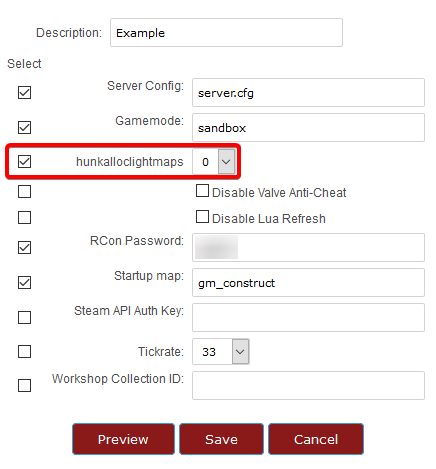 Description: Example
Select
Server Config: server.cfg
Gamemode: sandbox
hunkalloclightmaps 0
Disable Valve Anti-Cheat
Disable Lua Refresh
RCon Password:
Startup map: gm_construct
Steam API Auth Key:
Tickrate: 33
Workshop Collection ID:
Preview Save Cancel